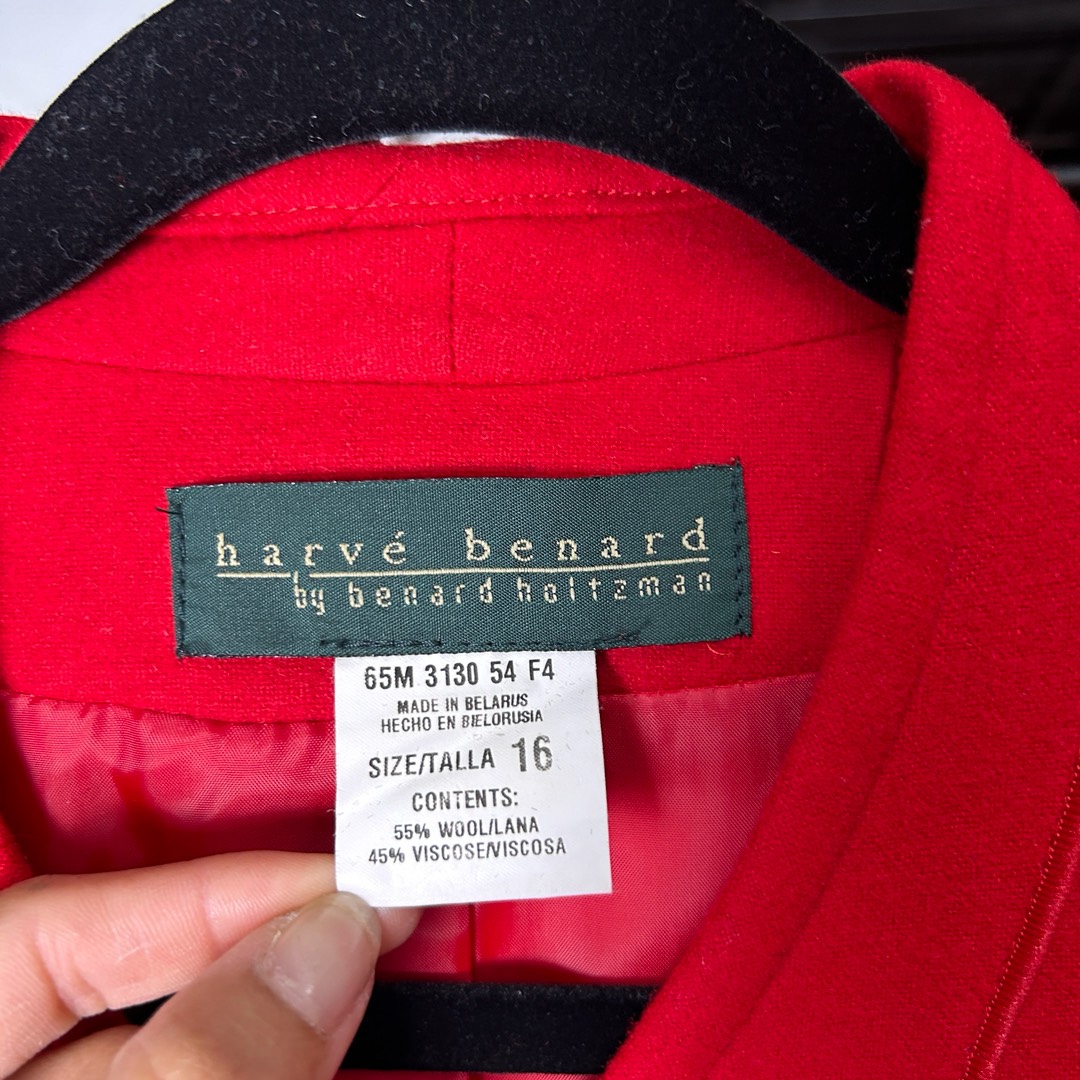 harvé benard
by benard holtzman
65M 3130 54 F4
MADE IN BELARUS
HECHO EN BIELORUSIA
SIZE/TALLA 16
CONTENTS:
55% WOOL/LANA
45% VISCOSE/VISCOSA